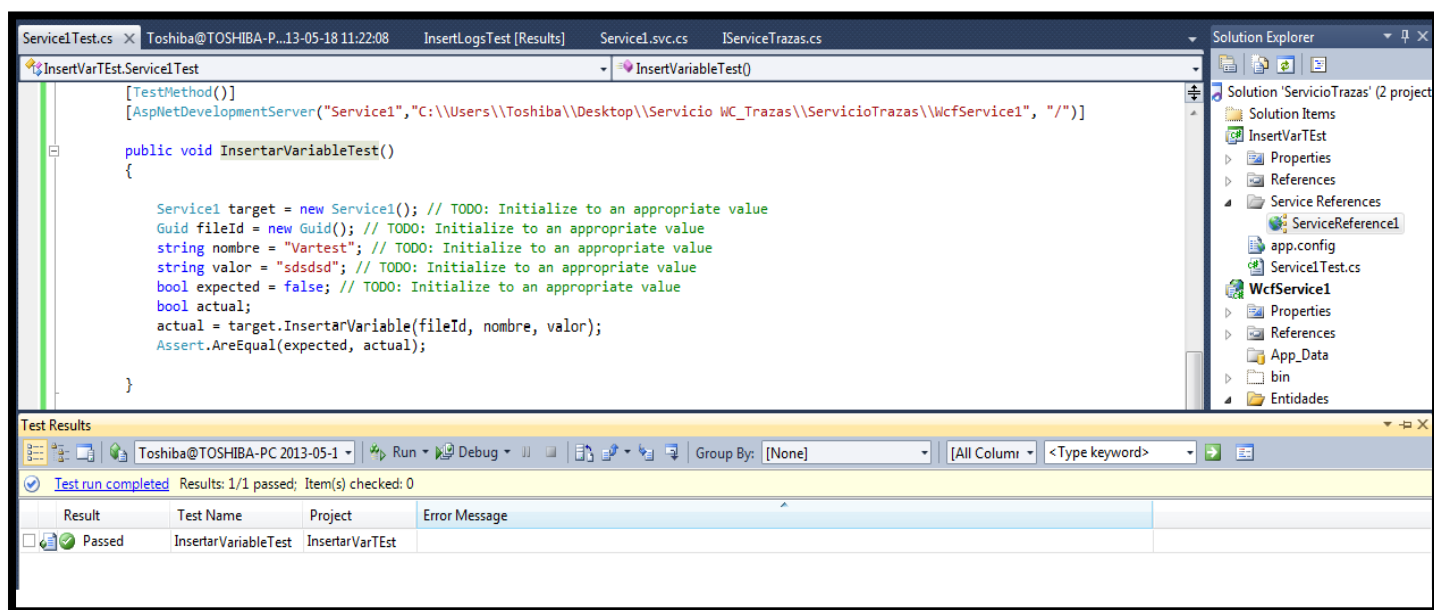 Service1Test.cs Toshiba@TOSHIBA-P...13-05-18 11:22:08 InsertLogsTest [Results] Service1.svc.cs IServiceTrazas.cs
InsertVarTEst.Service1Test InsertVariableTest()
[TestMethod()]
[AspNetDevelopmentServer("Service1","C:\\Users\\Toshiba\\Desktop\\Servicio WC_Trazas\\ServicioTrazas\\WcfService1", "/")]
public void InsertarVariableTest()
{
Service1 target = new Service1(); // TODO: Initialize to an appropriate value
Guid fileId = new Guid(); // TODO: Initialize to an appropriate value
string nombre = "Vartest"; // TODO: Initialize to an appropriate value
string valor = "sdsdsd"; // TODO: Initialize to an appropriate value
bool expected = false; // TODO: Initialize to an appropriate value
bool actual;
actual = target.InsertarVariable(fileId, nombre, valor);
Assert.AreEqual(expected, actual);
}
Solution Explorer
Solution 'ServicioTrazas' (2 project
Solution Items
InsertVarTEst
Properties
References
Service References
ServiceReference1
app.config
Service1Test.cs
WcfService1
Properties
References
App_Data
bin
Entidades
Test Results
Toshiba@TOSHIBA-PC 2013-05-1 Run Debug Group By: [None] [All Colum <Type keyword>
Test run completed Results: 1/1 passed; Item(s) checked: 0
Result Test Name Project Error Message
Passed InsertarVariableTest InsertarVarTEst